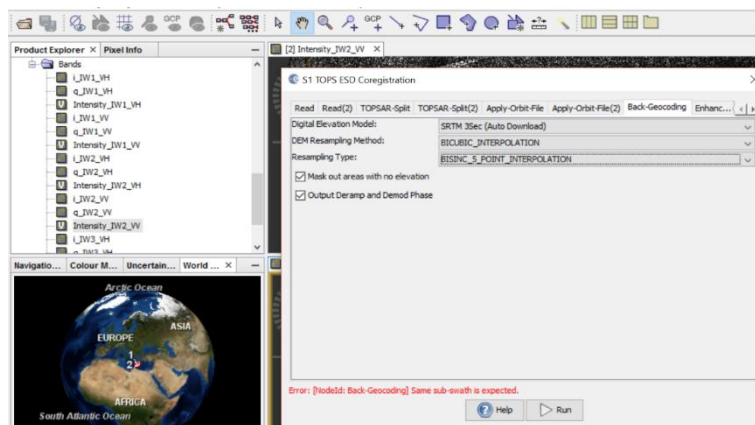 GCP
GCP
Product Explorer × Pixel Info
[2] Intensity_IW2_VV ×
Bands
i_IW1_VH
q_IW1_VH
Intensity_IW1_VH
i_IW1_VV
q_IW1_VV
Intensity_IW1_VV
i_IW2_VH
q_IW2_VH
Intensity_IW2_VH
i_IW2_VV
q_IW2_VV
Intensity_IW2_VV
i_IW3_VH
q_IW3_VH
Navigatio... Colour M... Uncertain... World ... ×
Arctic Ocean
EUROPE
ASIA
1
2
AFRICA
South Atlantic Ocean
S1 TOPS ESD Coregistration
Read Read(2) TOPSAR-Split TOPSAR-Split(2) Apply-Orbit-File Apply-Orbit-File(2) Back-Geocoding Enhanc...
Digital Elevation Model: SRTM 3Sec (Auto Download)
DEM Resampling Method: BICUBIC_INTERPOLATION
Resampling Type: BISINC_5_POINT_INTERPOLATION
Mask out areas with no elevation
Output Deramp and Demod Phase
Error: [NodeId: Back-Geocoding] Same sub-swath is expected.
Help Run